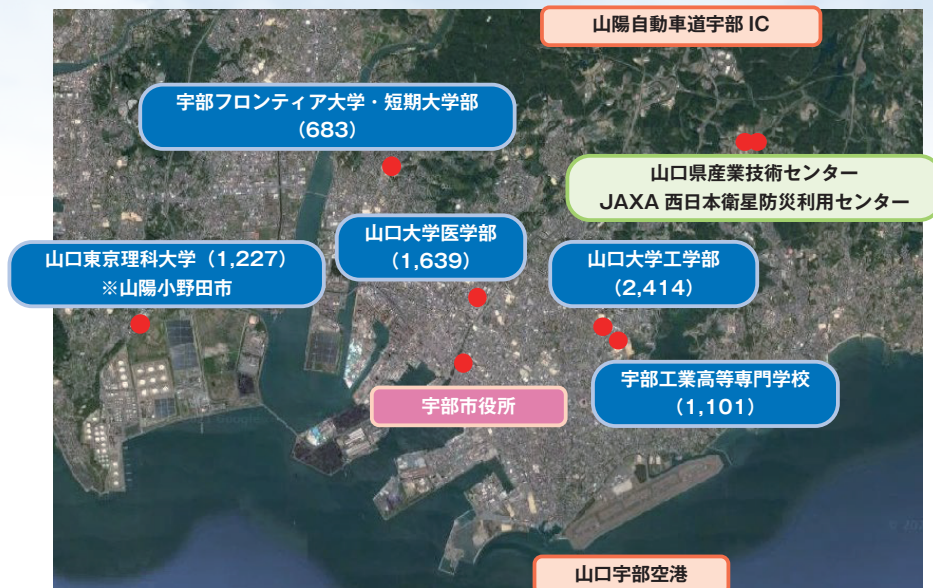 山陽自動車道宇部 IC
宇部フロンティア大学・短期大学部
(683)
山口県産業技術センター
JAXA 西日本衛星防災利用センター
山口大学医学部
(1,639)
山口東京理科大学（1,227）
※山陽小野田市
山口大学工学部
(2,414)
宇部工業高等専門学校
(1,101)
宇部市役所
山口宇部空港